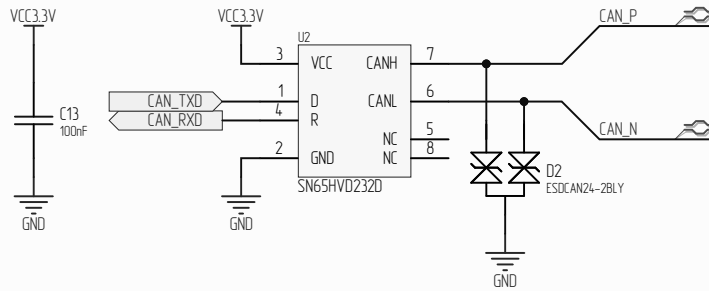 VCC3.3V
VCC3.3V
CAN_P
U2
3
VCC
CANH
7
CAN_TXD
1
D
CANL
6
C13
100nF
CAN_RXD
4
R
CAN_N
NC
5
2
GND
NC
8
D2
SN65HVD232D
ESDCAN24-2BLY
GND
GND
GND